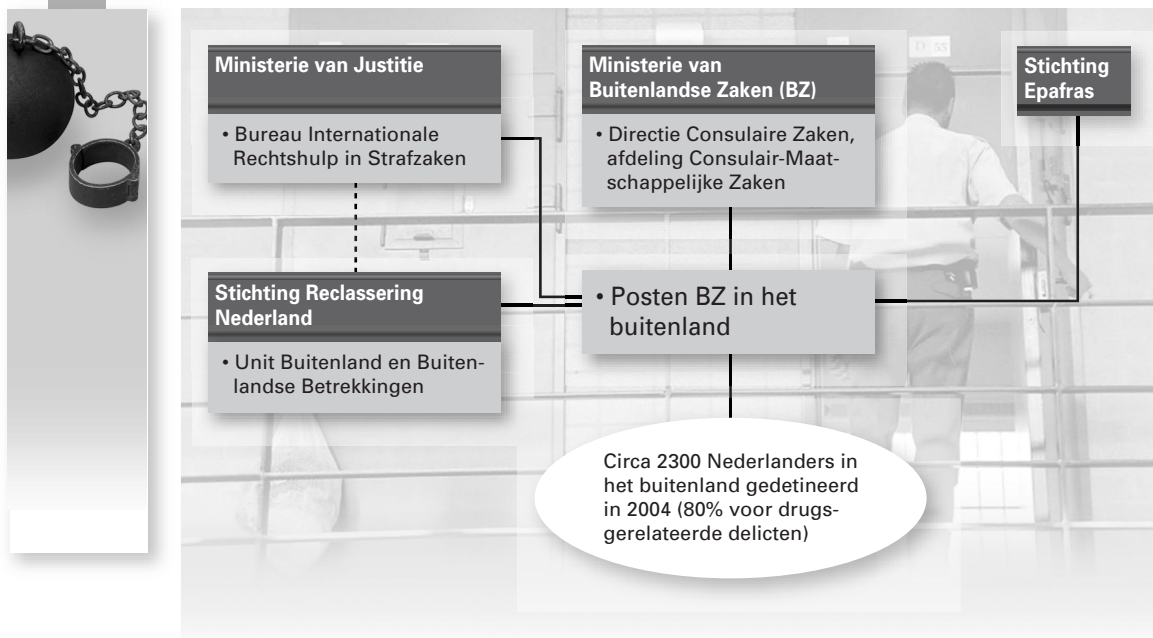 Ministerie van Justitie
• Bureau Internationale
Rechtshulp in Strafzaken
Ministerie van
Buitenlandse Zaken (BZ)
• Directie Consulaire Zaken,
afdeling Consulair-Maat-
schappelijke Zaken
D 55
Stichting
Epafras
Stichting Reclassering
Nederland
• Unit Buitenland en Buiten-
landse Betrekkingen
• Posten BZ in het
buitenland
Circa 2300 Nederlanders in
het buitenland gedetineerd
in 2004 (80% voor drugs-
gerelateerde delicten)